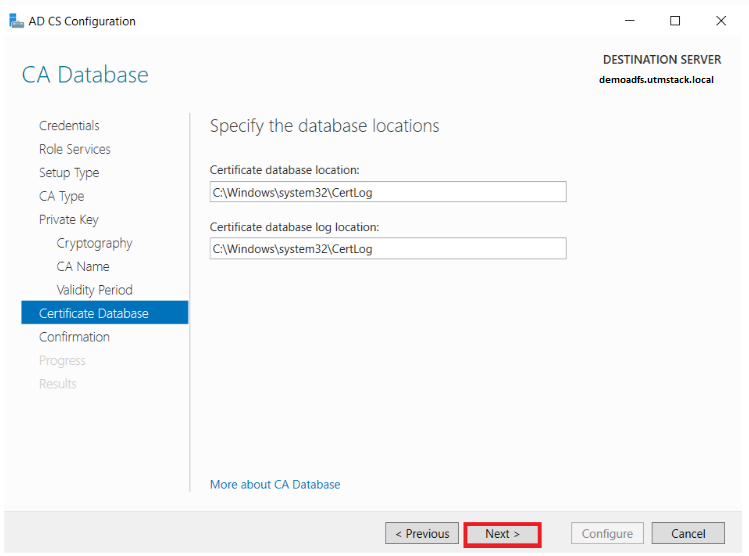 AD CS Configuration
CA Database
DESTINATION SERVER
demoadfs.utmstack.local
Credentials
Role Services
Setup Type
CA Type
Private Key
Cryptography
CA Name
Validity Period
Certificate Database
Confirmation
Progress
Results
Specify the database locations
Certificate database location:
C:\Windows\system32\CertLog
Certificate database log location:
C:\Windows\system32\CertLog
More about CA Database
< Previous
Next >
Configure
Cancel